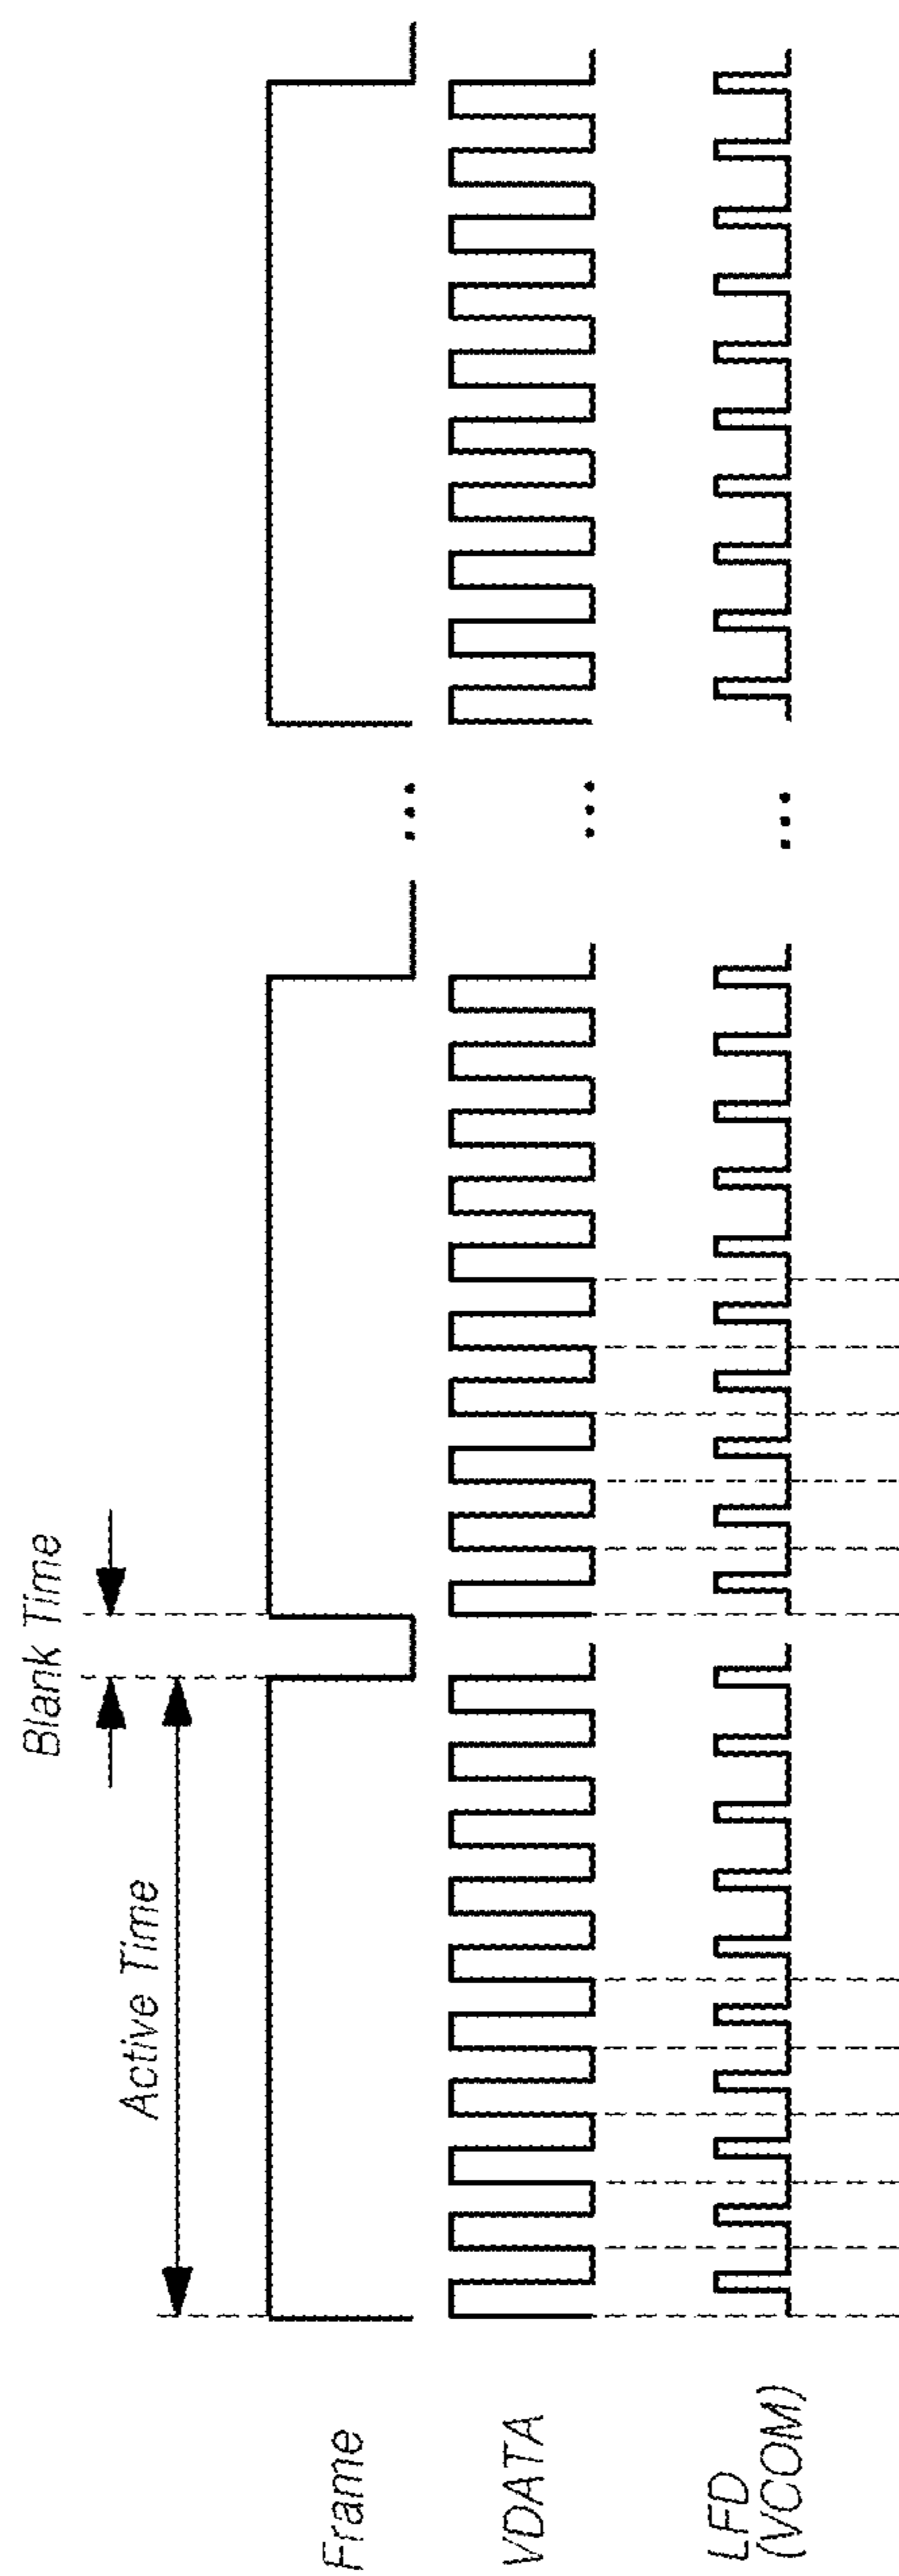 Blank Time
Active Time
Frame
...
VDATA
...
LFD
(VCOM)
...